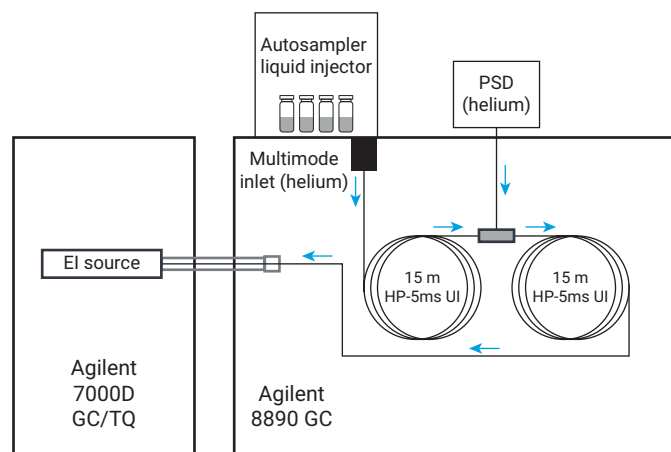 Autosampler
liquid injector
PSD
(helium)
Multimode
inlet (helium)
EI source
15 m
HP-5ms UI
15 m
HP-5ms UI
Agilent
7000D
GC/TQ
Agilent
8890 GC